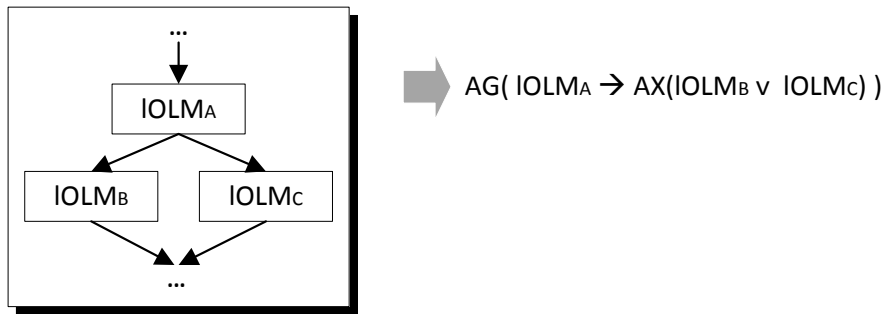 ...
lOLMA
AG( lOLMA → AX(lOLMB v lOLMC) )
lOLMB
lOLMC
...